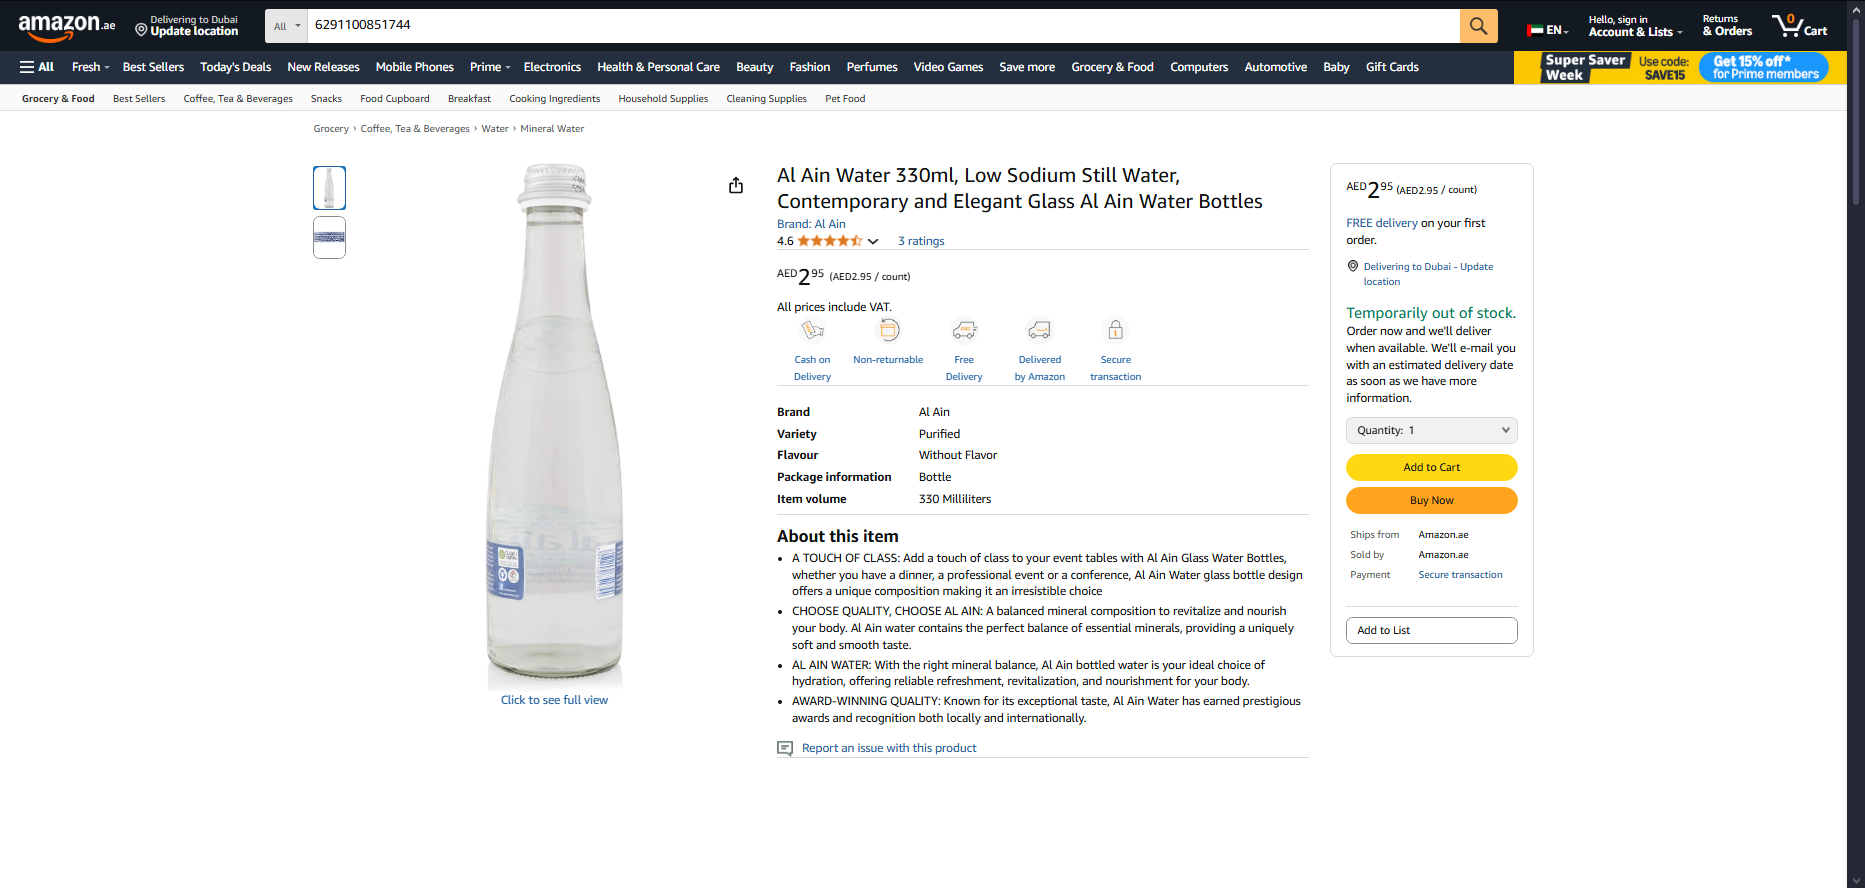 amazon.ae
Delivering to Dubai
Update location
All
6291100851744
EN
Hello, sign in
Account & Lists
Returns
& Orders
0
Cart
All
Fresh
Best Sellers
Today's Deals
New Releases
Mobile Phones
Prime
Electronics
Health & Personal Care
Beauty
Fashion
Perfumes
Video Games
Save more
Grocery & Food
Computers
Automotive
Baby
Gift Cards
Super Saver
Week
Use code:
SAVE15
Get 15% off*
for Prime members
Grocery & Food
Best Sellers
Coffee, Tea & Beverages
Snacks
Food Cupboard
Breakfast
Cooking Ingredients
Household Supplies
Cleaning Supplies
Pet Food
Grocery › Coffee, Tea & Beverages › Water › Mineral Water
Click to see full view
Al Ain Water 330ml, Low Sodium Still Water,
Contemporary and Elegant Glass Al Ain Water Bottles
Brand: Al Ain
4.6
3 ratings
AED2 95 (AED2.95 / count)
All prices include VAT.
Cash on
Delivery
Non-returnable
Free
Delivery
Delivered
by Amazon
Secure
transaction
Brand Al Ain
Variety Purified
Flavour Without Flavor
Package information Bottle
Item volume 330 Milliliters
About this item
• A TOUCH OF CLASS: Add a touch of class to your event tables with Al Ain Glass Water Bottles,
whether you have a dinner, a professional event or a conference, Al Ain Water glass bottle design
offers a unique composition making it an irresistible choice
• CHOOSE QUALITY, CHOOSE AL AIN: A balanced mineral composition to revitalize and nourish
your body. Al Ain water contains the perfect balance of essential minerals, providing a uniquely
soft and smooth taste.
• AL AIN WATER: With the right mineral balance, Al Ain bottled water is your ideal choice of
hydration, offering reliable refreshment, revitalization, and nourishment for your body.
• AWARD-WINNING QUALITY: Known for its exceptional taste, Al Ain Water has earned prestigious
awards and recognition both locally and internationally.
Report an issue with this product
AED2 95 (AED2.95 / count)
FREE delivery on your first
order.
Delivering to Dubai - Update
location
Temporarily out of stock.
Order now and we'll deliver
when available. We'll e-mail you
with an estimated delivery date
as soon as we have more
information.
Quantity: 1
Add to Cart
Buy Now
Ships from Amazon.ae
Sold by Amazon.ae
Payment Secure transaction
Add to List